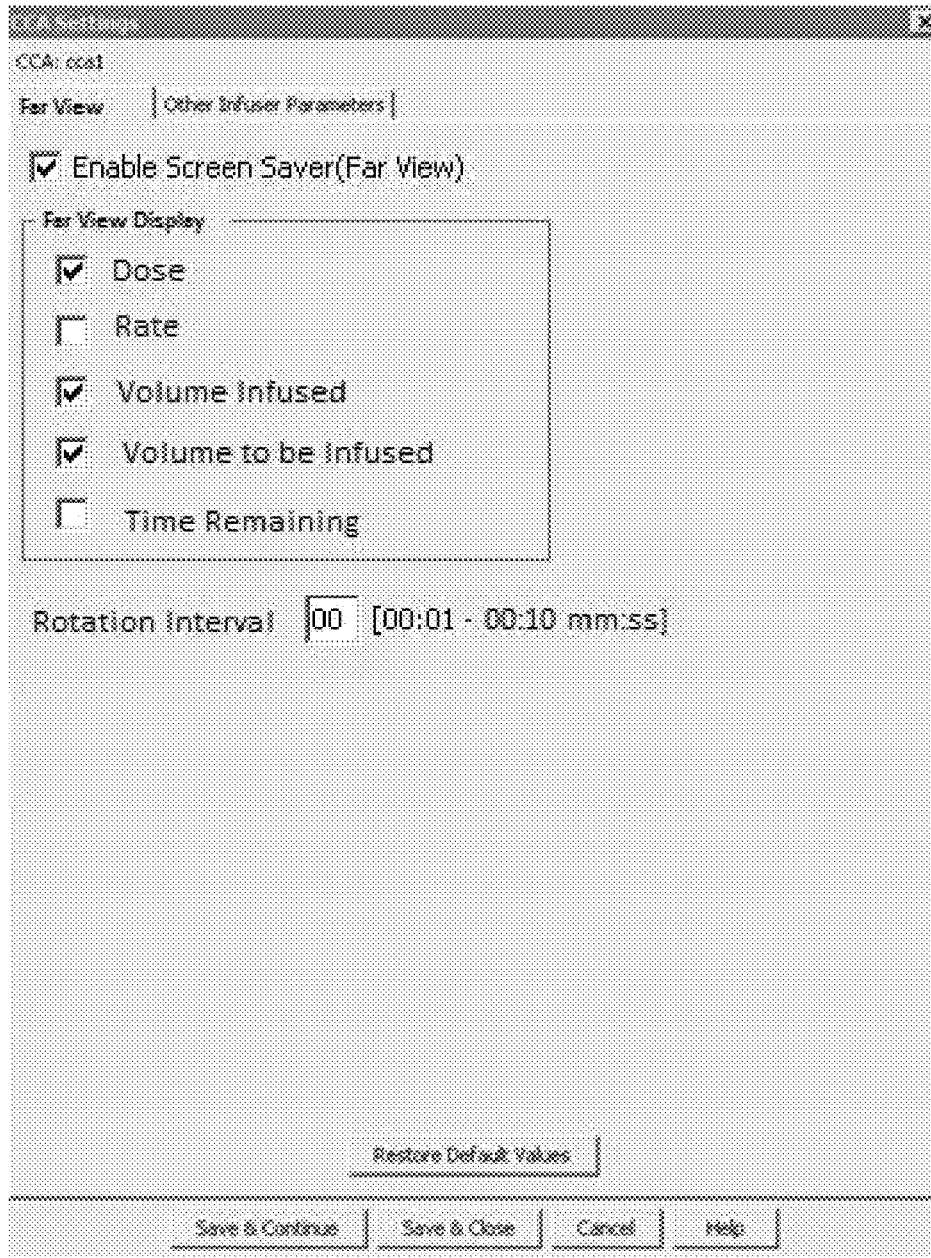 CCA Settings
CCA: cca1
Far View Other Infuser Parameters
Enable Screen Saver(Far View)
Far View Display
Dose
Rate
Volume Infused
Volume to be Infused
Time Remaining
Rotation Interval 00 [00:01 - 00:10 mm:ss]
Restore Default Values
Save & Continue Save & Close Cancel Help